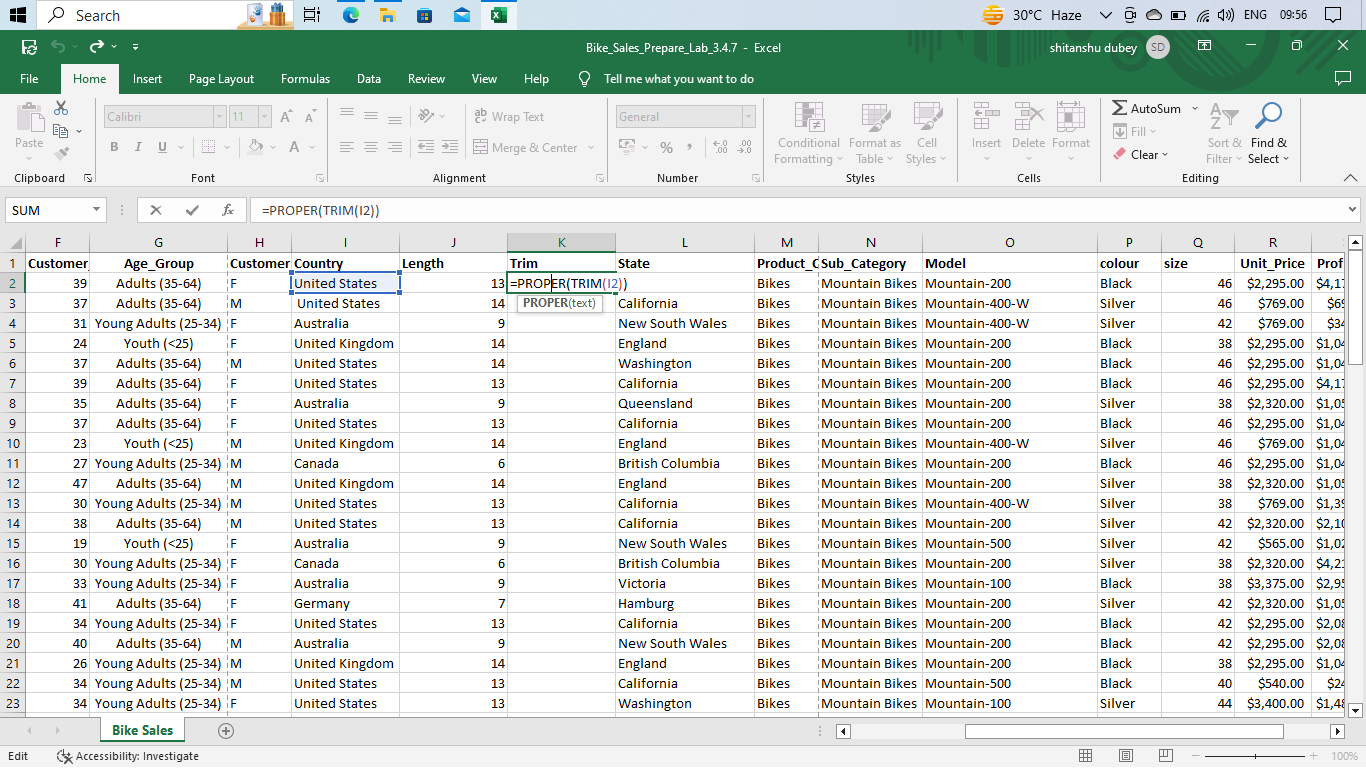 Search 30°C Haze ENG 09:56
Bike_Sales_Prepare_Lab_3.4.7 - Excel shitanshu dubey SD
File Home Insert Page Layout Formulas Data Review View Help Tell me what you want to do
Calibri 11 Wrap Text General AutoSum
Paste Merge & Center Conditional Formatting Format as Table Cell Styles Insert Delete Format Fill Sort & Filter Find & Select
Clear
Clipboard Font Alignment Number Styles Cells Editing
SUM =PROPER(TRIM(I2))
F G H I J K L M N O P Q R
1 Customer_ Age_Group Customer Country Length Trim State Product_C Sub_Category Model colour size Unit_Price Prof
2 39 Adults (35-64) F United States 13 =PROPER(TRIM(I2)) Bikes Mountain Bikes Mountain-200 Black 46 $2,295.00 $4,17
PROPER(text)
3 37 Adults (35-64) M United States 14 California Bikes Mountain Bikes Mountain-400-W Silver 46 $769.00 $69
4 31 Young Adults (25-34) F Australia 9 New South Wales Bikes Mountain Bikes Mountain-400-W Silver 42 $769.00 $34
5 24 Youth (<25) F United Kingdom 14 England Bikes Mountain Bikes Mountain-200 Black 38 $2,295.00 $1,04
6 37 Adults (35-64) M United States 14 Washington Bikes Mountain Bikes Mountain-200 Black 46 $2,295.00 $1,04
7 39 Adults (35-64) F United States 13 California Bikes Mountain Bikes Mountain-200 Black 46 $2,295.00 $4,17
8 35 Adults (35-64) F Australia 9 Queensland Bikes Mountain Bikes Mountain-200 Silver 38 $2,320.00 $1,05
9 37 Adults (35-64) F United States 13 California Bikes Mountain Bikes Mountain-200 Black 46 $2,295.00 $1,04
10 23 Youth (<25) M United Kingdom 14 England Bikes Mountain Bikes Mountain-400-W Silver 46 $769.00 $1,04
11 27 Young Adults (25-34) M Canada 6 British Columbia Bikes Mountain Bikes Mountain-200 Black 46 $2,295.00 $1,04
12 47 Adults (35-64) M United Kingdom 14 England Bikes Mountain Bikes Mountain-200 Silver 38 $2,320.00 $1,05
13 30 Young Adults (25-34) M United States 13 California Bikes Mountain Bikes Mountain-400-W Silver 38 $769.00 $1,39
14 38 Adults (35-64) M United States 13 California Bikes Mountain Bikes Mountain-200 Silver 42 $2,320.00 $2,10
15 19 Youth (<25) F Australia 9 New South Wales Bikes Mountain Bikes Mountain-500 Silver 42 $565.00 $1,02
16 30 Young Adults (25-34) F Canada 6 British Columbia Bikes Mountain Bikes Mountain-200 Silver 38 $2,320.00 $4,21
17 33 Young Adults (25-34) F Australia 9 Victoria Bikes Mountain Bikes Mountain-100 Black 38 $3,375.00 $2,95
18 41 Adults (35-64) F Germany 7 Hamburg Bikes Mountain Bikes Mountain-200 Silver 42 $2,320.00 $1,05
19 34 Young Adults (25-34) F United States 13 California Bikes Mountain Bikes Mountain-200 Black 42 $2,295.00 $2,08
20 40 Adults (35-64) M Australia 9 New South Wales Bikes Mountain Bikes Mountain-200 Black 42 $2,295.00 $2,08
21 26 Young Adults (25-34) M United Kingdom 14 England Bikes Mountain Bikes Mountain-200 Black 38 $2,295.00 $1,04
22 34 Young Adults (25-34) M United States 13 California Bikes Mountain Bikes Mountain-500 Black 40 $540.00 $24
23 34 Young Adults (25-34) F United States 13 Washington Bikes Mountain Bikes Mountain-100 Silver 44 $3,400.00 $1,48
Bike Sales
Edit Accessibility: Investigate 100%